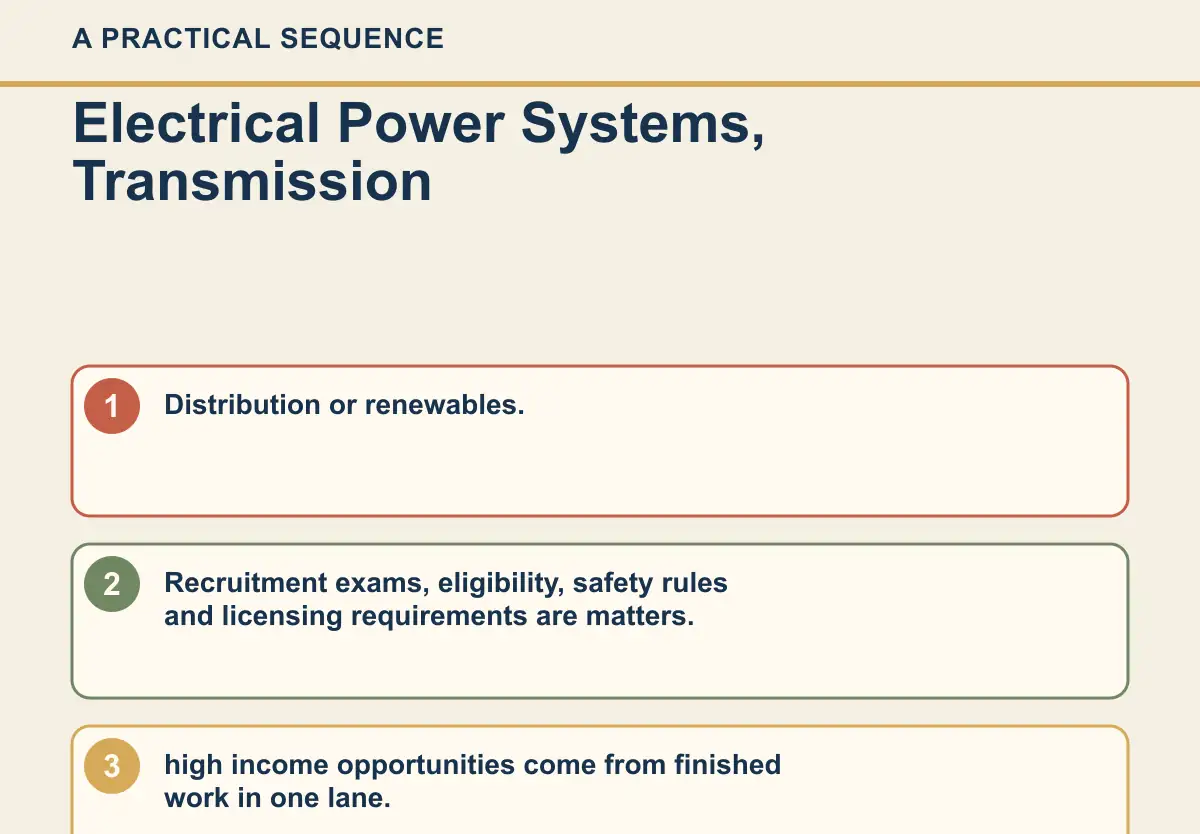 A PRACTICAL SEQUENCE
Electrical Power Systems,
Transmission
1
Distribution or renewables.
2
Recruitment exams, eligibility, safety rules
and licensing requirements are matters.
3
high income opportunities come from finished
work in one lane.